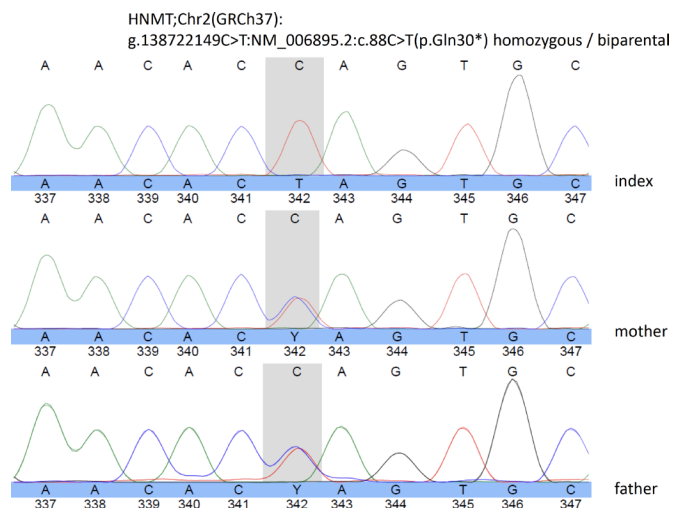 HNMT;Chr2(GRCh37):
g.138722149C>T:NM_006895.2:c.88C>T(p.Gln30*) homozygous / biparental
A A C A C C A G T G C
A A C A C T A G T G C index
337 338 339 340 341 342 343 344 345 346 347
A A C A C C A G T G C
A A C A C Y A G T G C mother
337 338 339 340 341 342 343 344 345 346 347
A A C A C C A G T G C
A A C A C Y A G T G C father
337 338 339 340 341 342 343 344 345 346 347